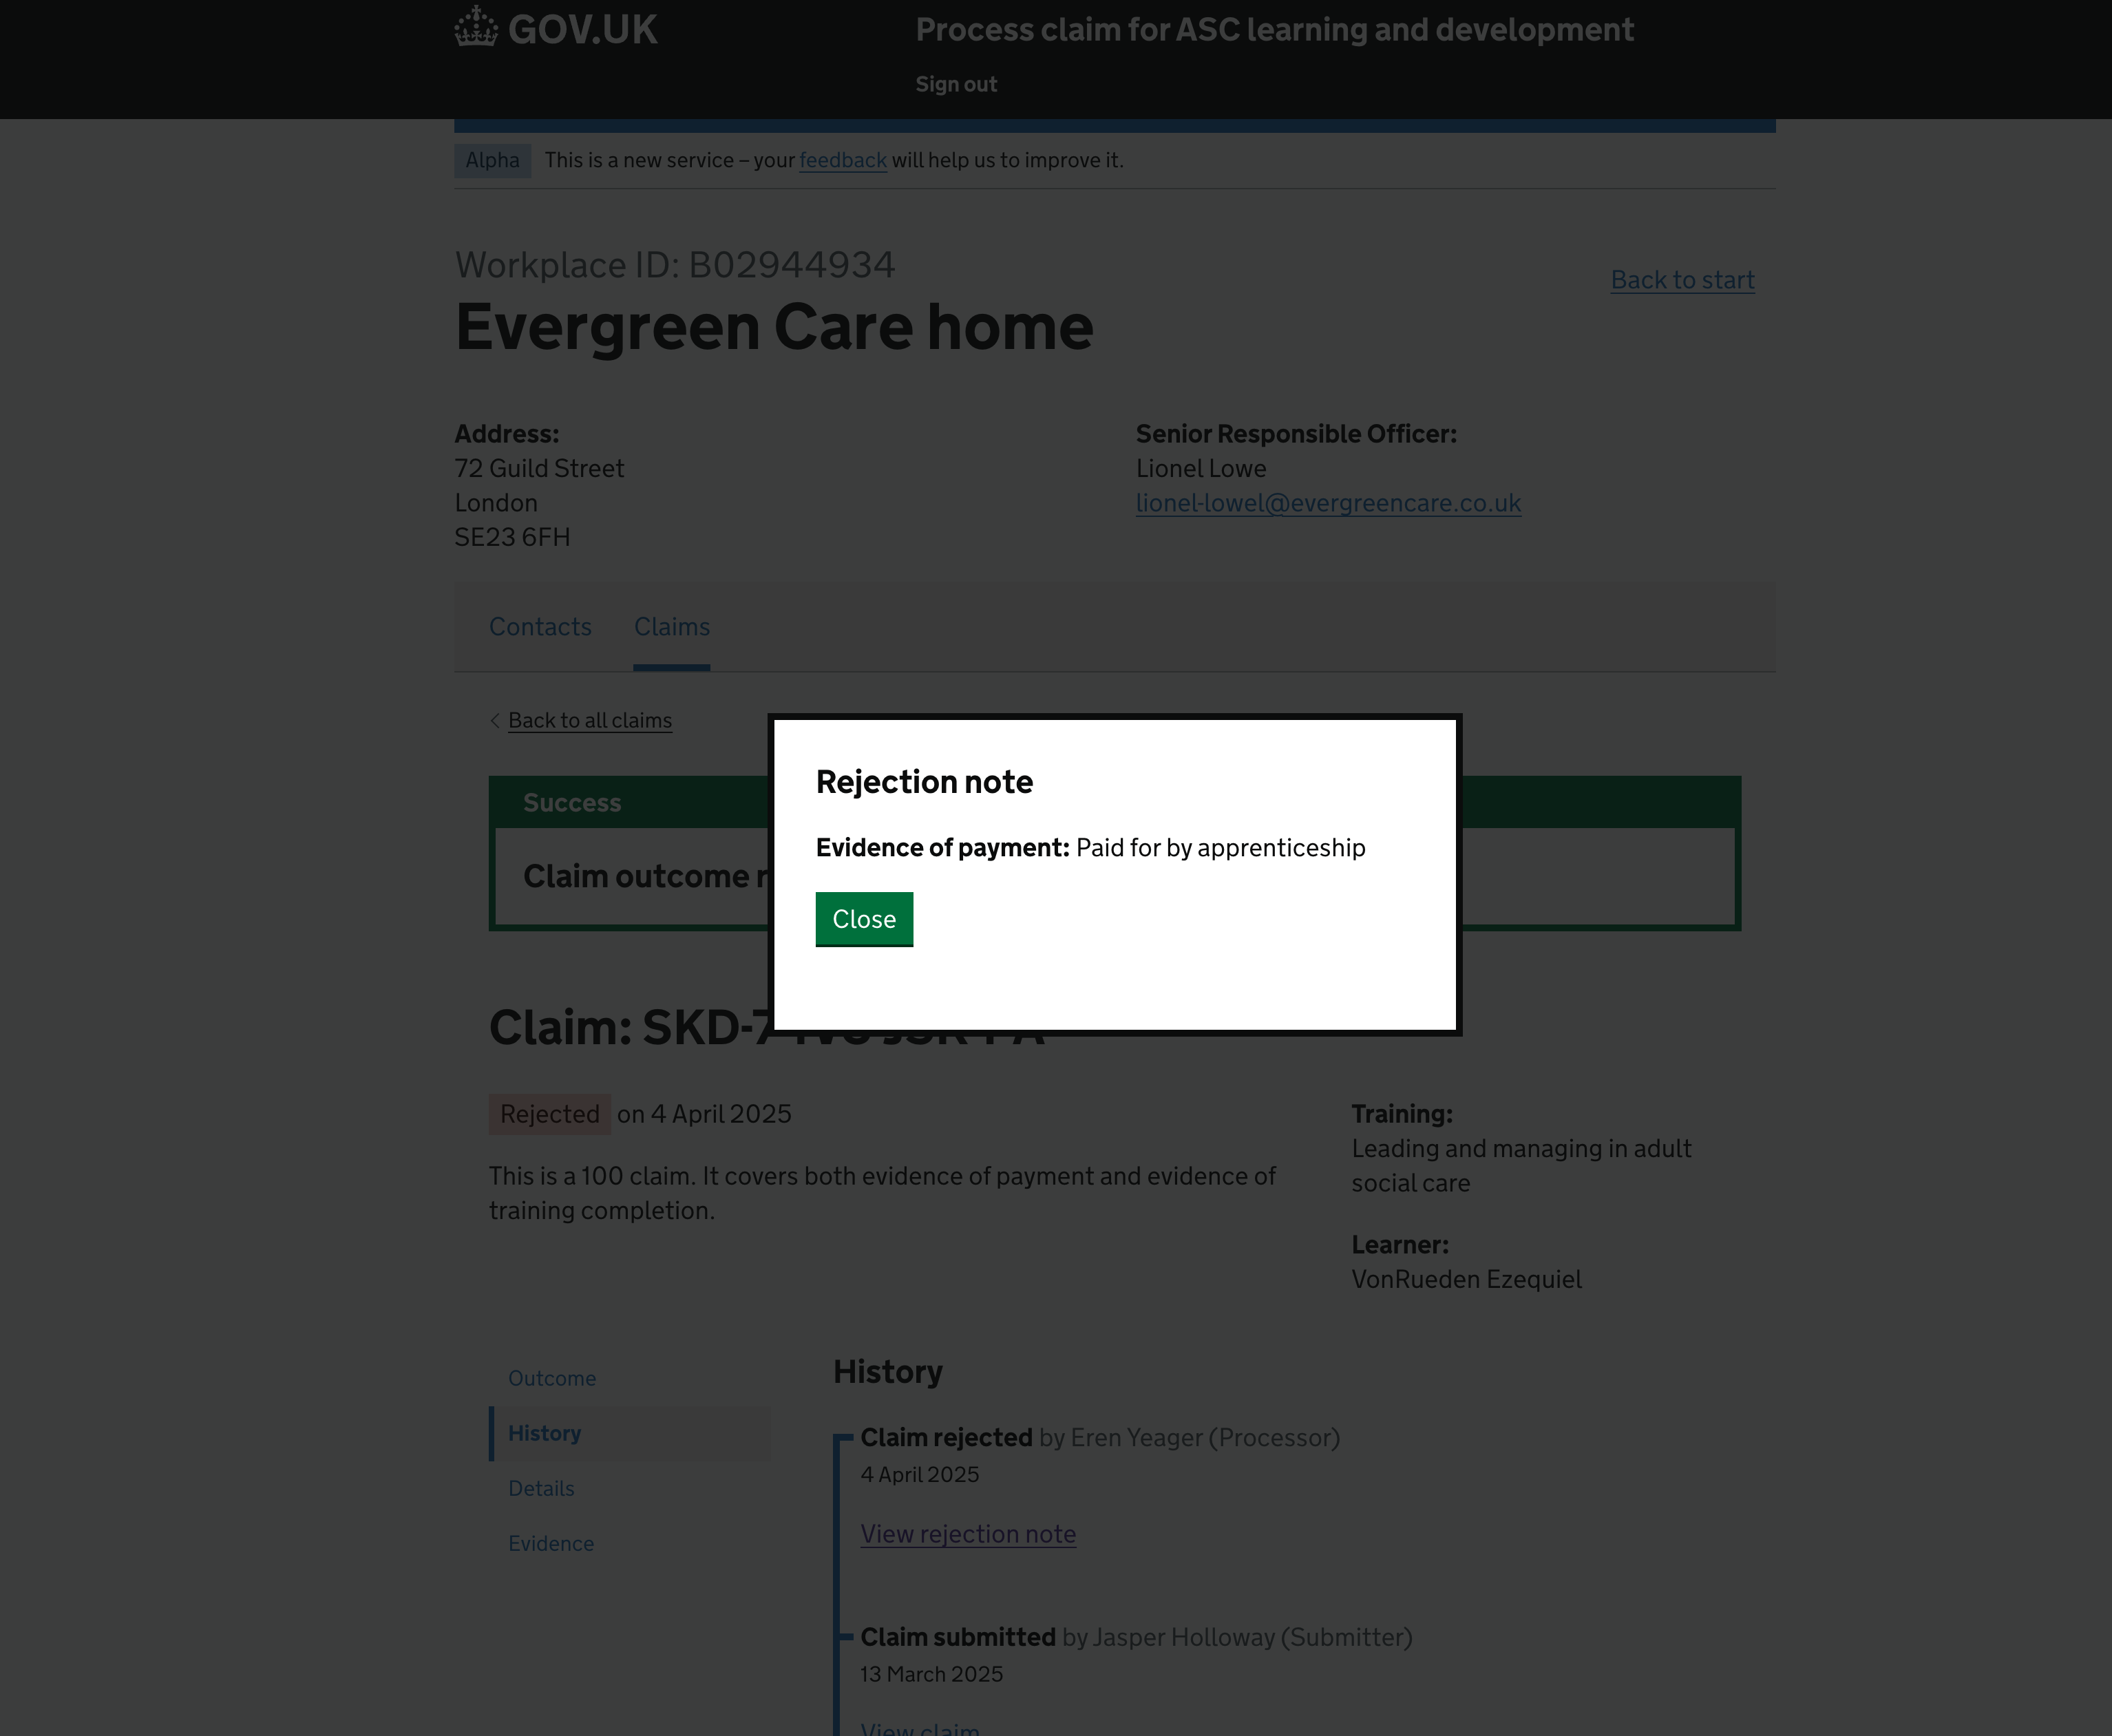 GOV.UK
Process claim for ASC learning and development
Sign out
Alpha
This is a new service – your feedback will help us to improve it.
Workplace ID: B02944934
Back to start
Evergreen Care home
Address:
72 Guild Street
London
SE23 6FH
Senior Responsible Officer:
Lionel Lowe
lionel-lowel@evergreencare.co.uk
Contacts
Claims
Back to all claims
Success
Claim outcome
Rejection note
Evidence of payment: Paid for by apprenticeship
Close
Claim:
Rejected on 4 April 2025
This is a 100 claim. It covers both evidence of payment and evidence of
training completion.
Training:
Leading and managing in adult
social care
Learner:
VonRueden Ezequiel
Outcome
History
Details
Evidence
History
Claim rejected by Eren Yeager (Processor)
4 April 2025
View rejection note
Claim submitted by Jasper Holloway (Submitter)
13 March 2025
View claim